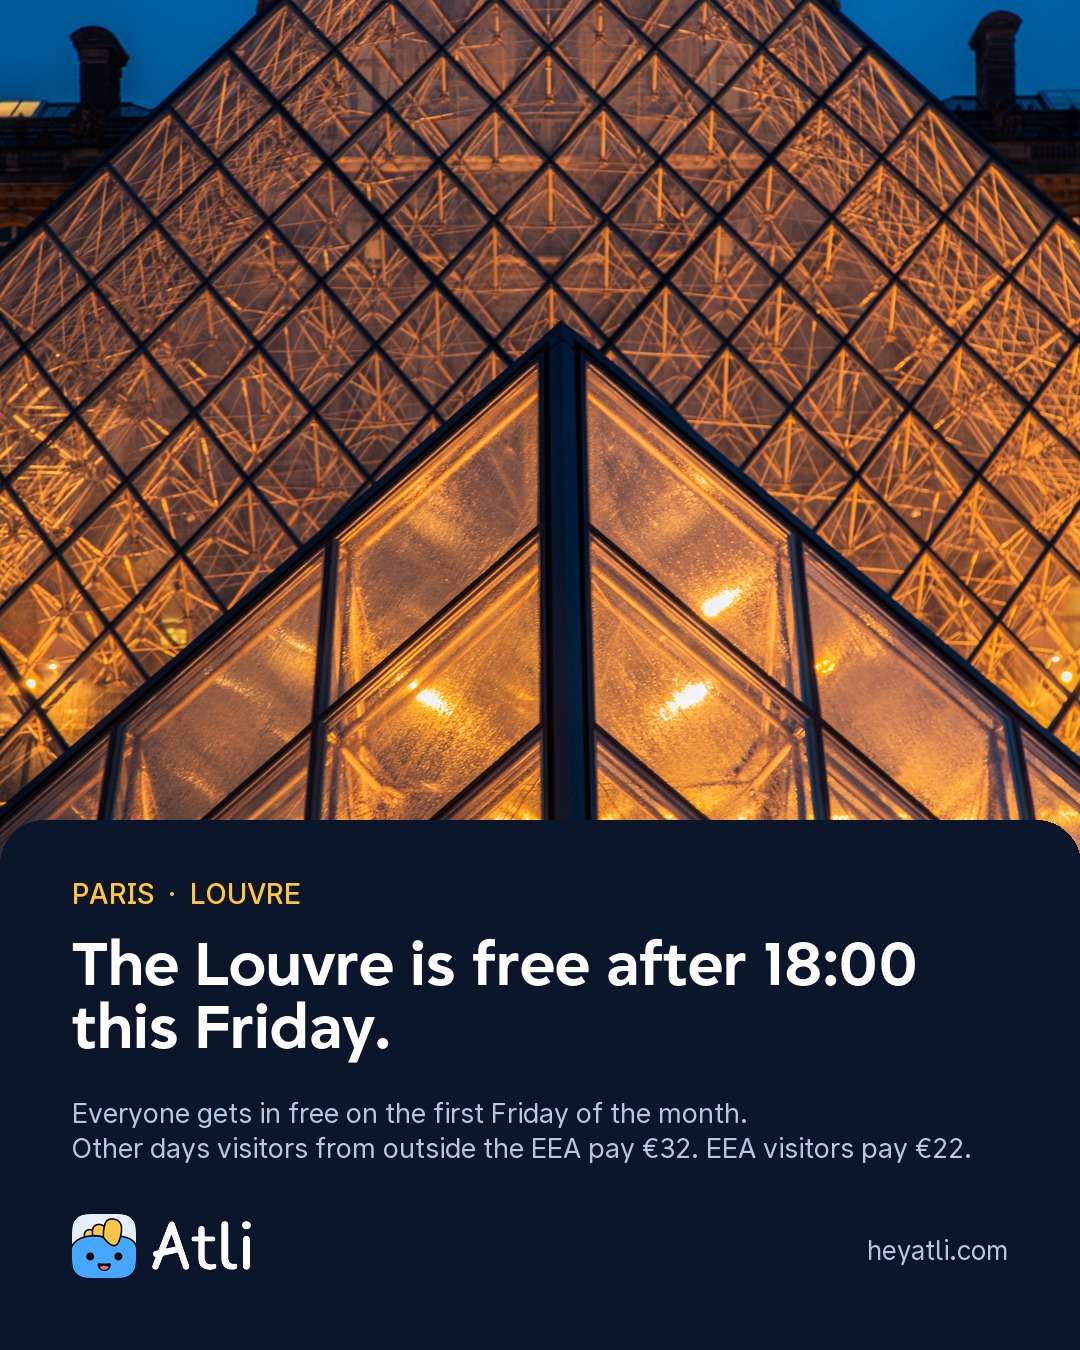 PARIS · LOUVRE
The Louvre is free after 18:00
this Friday.
Everyone gets in free on the first Friday of the month.
Other days visitors from outside the EEA pay €32. EEA visitors pay €22.
Atli
heyatli.com